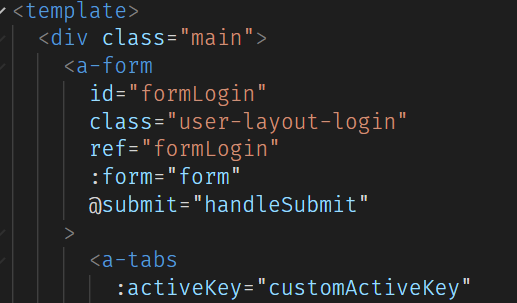 <template>
<div class="main">
<a-form
id="formLogin"
class="user-layout-login"
ref="formLogin"
:form="form"
@submit="handleSubmit"
>
<a-tabs
:activeKey="customActiveKey"